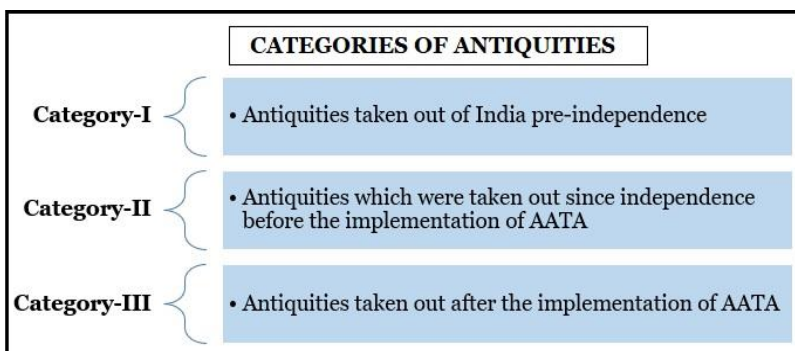 CATEGORIES OF ANTIQUITIES
Category-I
• Antiquities taken out of India pre-independence
Category-II
• Antiquities which were taken out since independence
before the implementation of AATA
Category-III
• Antiquities taken out after the implementation of AATA